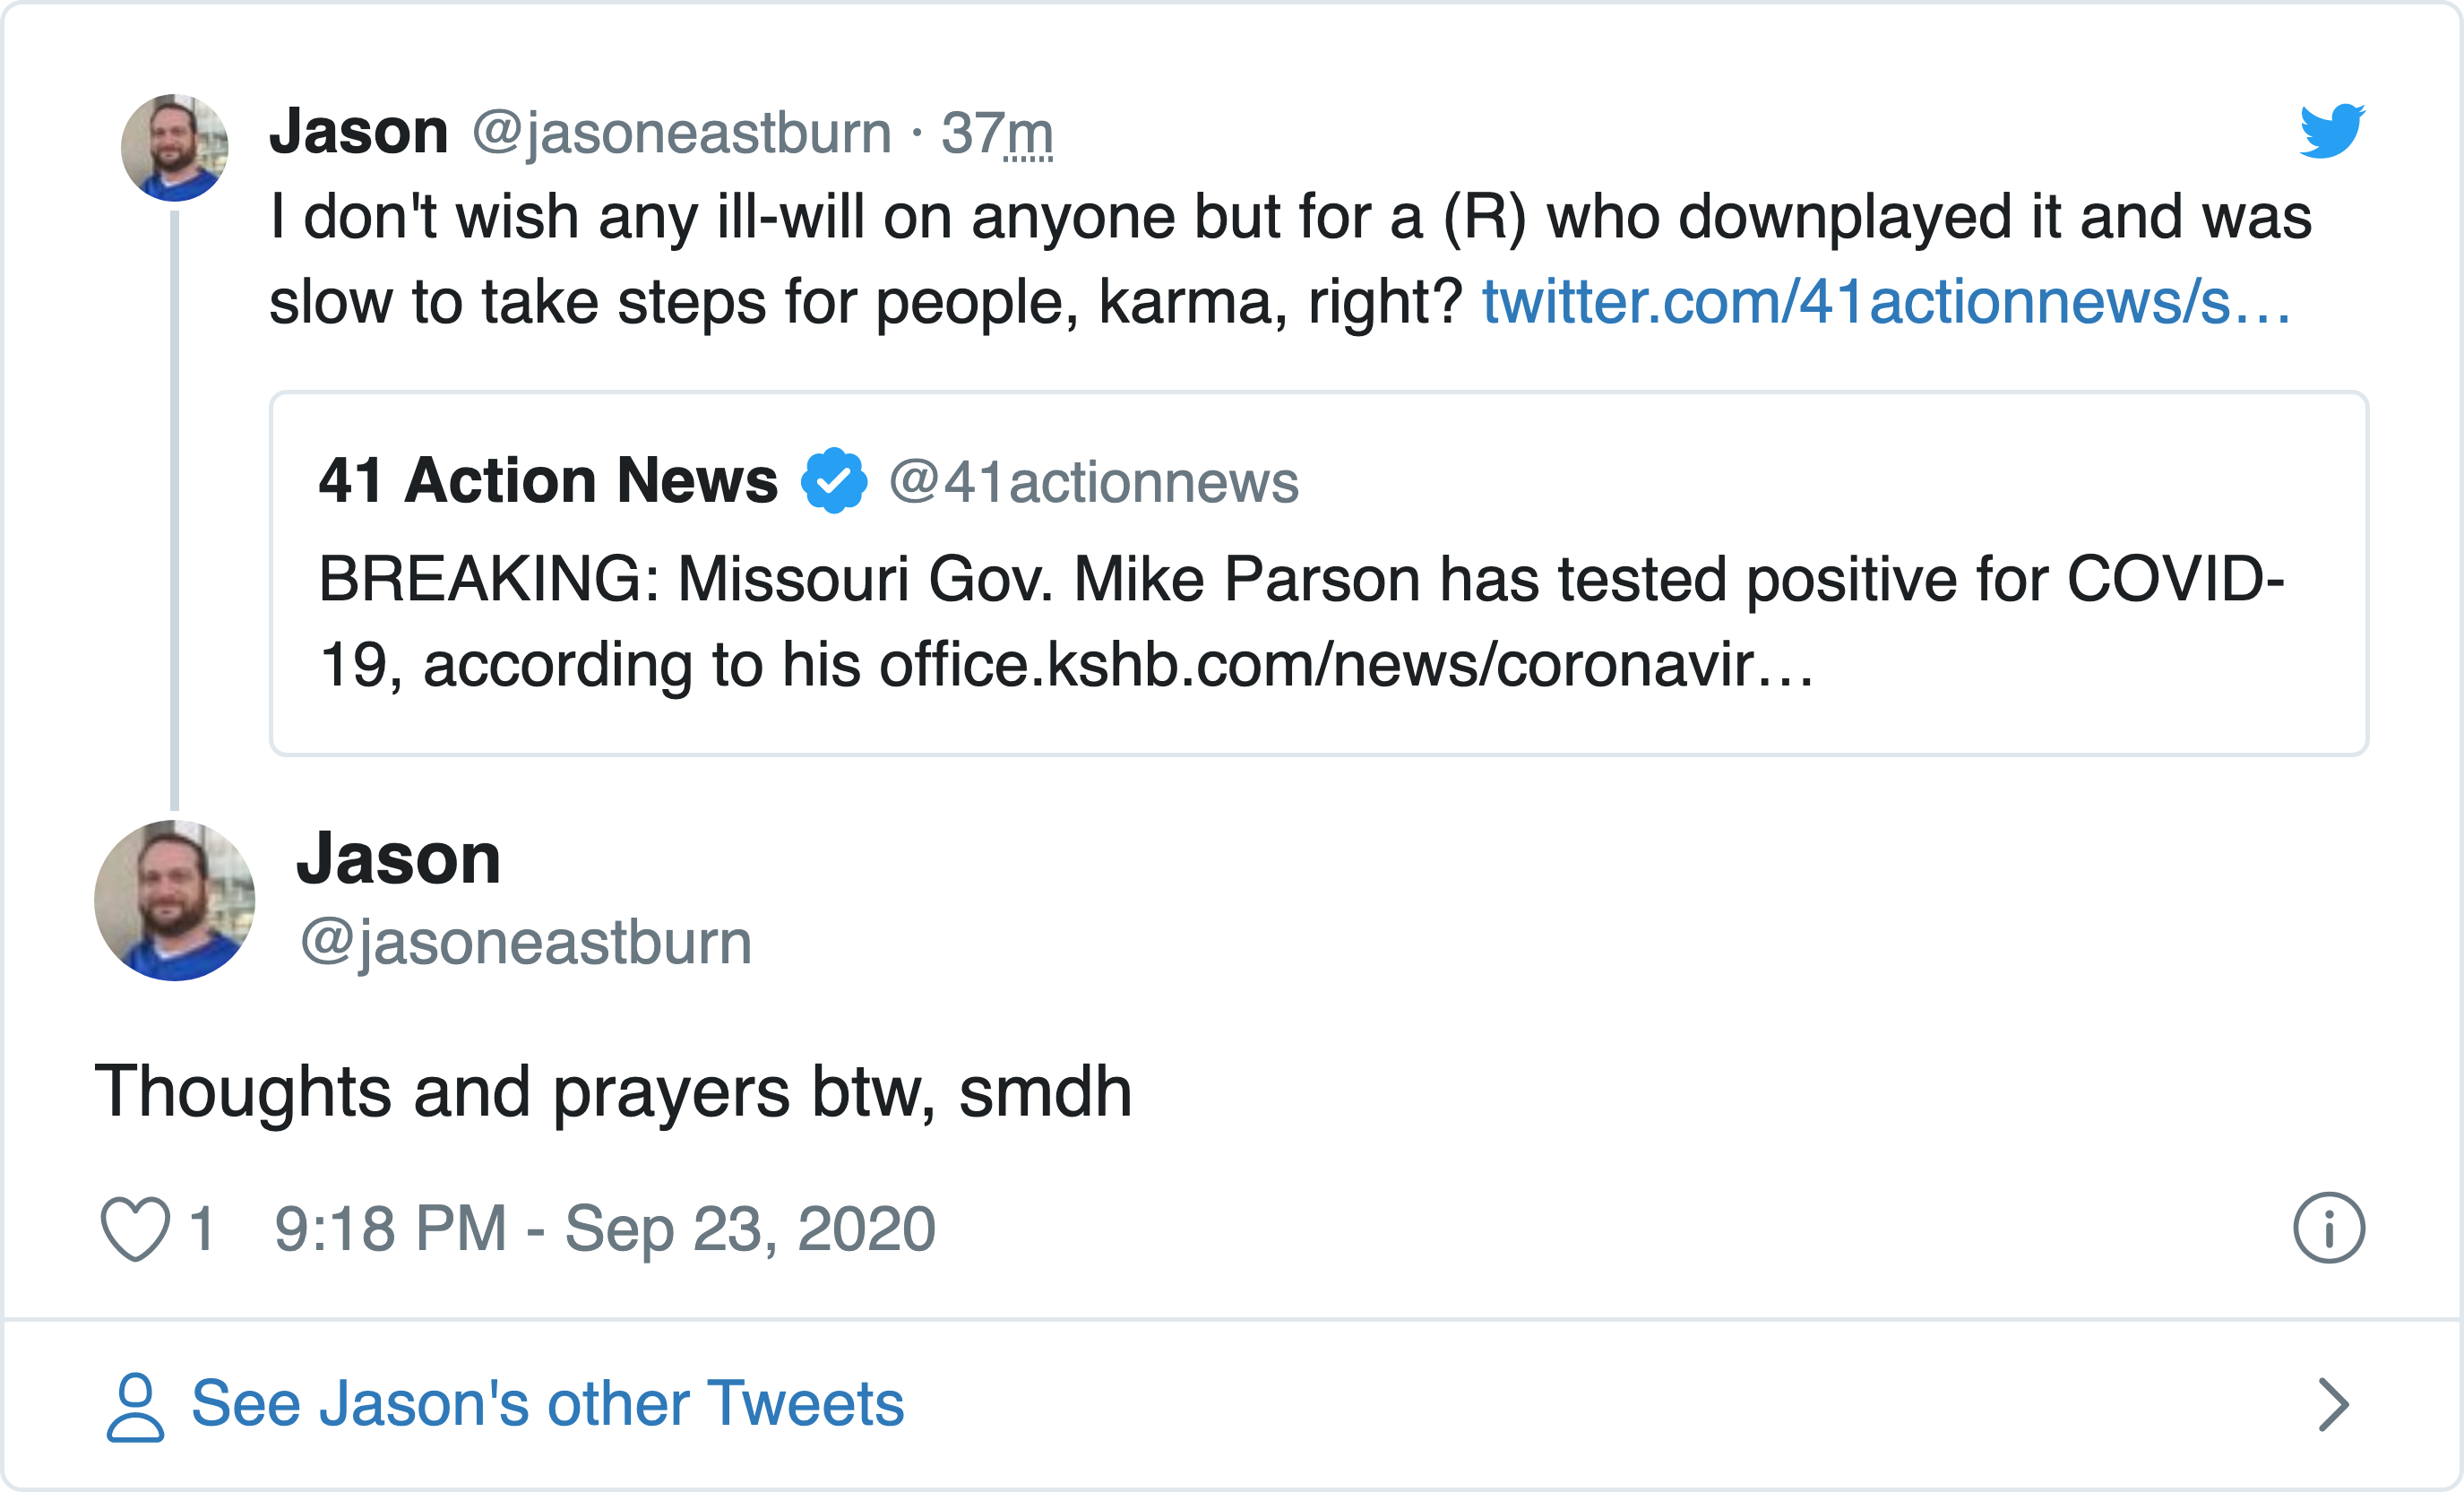 Jason @jasoneastburn · 37m
I don't wish any ill-will on anyone but for a (R) who downplayed it and was
slow to take steps for people, karma, right? twitter.com/41actionnews/s…
41 Action News @41actionnews
BREAKING: Missouri Gov. Mike Parson has tested positive for COVID-
19, according to his office.kshb.com/news/coronavir…
Jason
@jasoneastburn
Thoughts and prayers btw, smdh
1 9:18 PM - Sep 23, 2020
See Jason's other Tweets